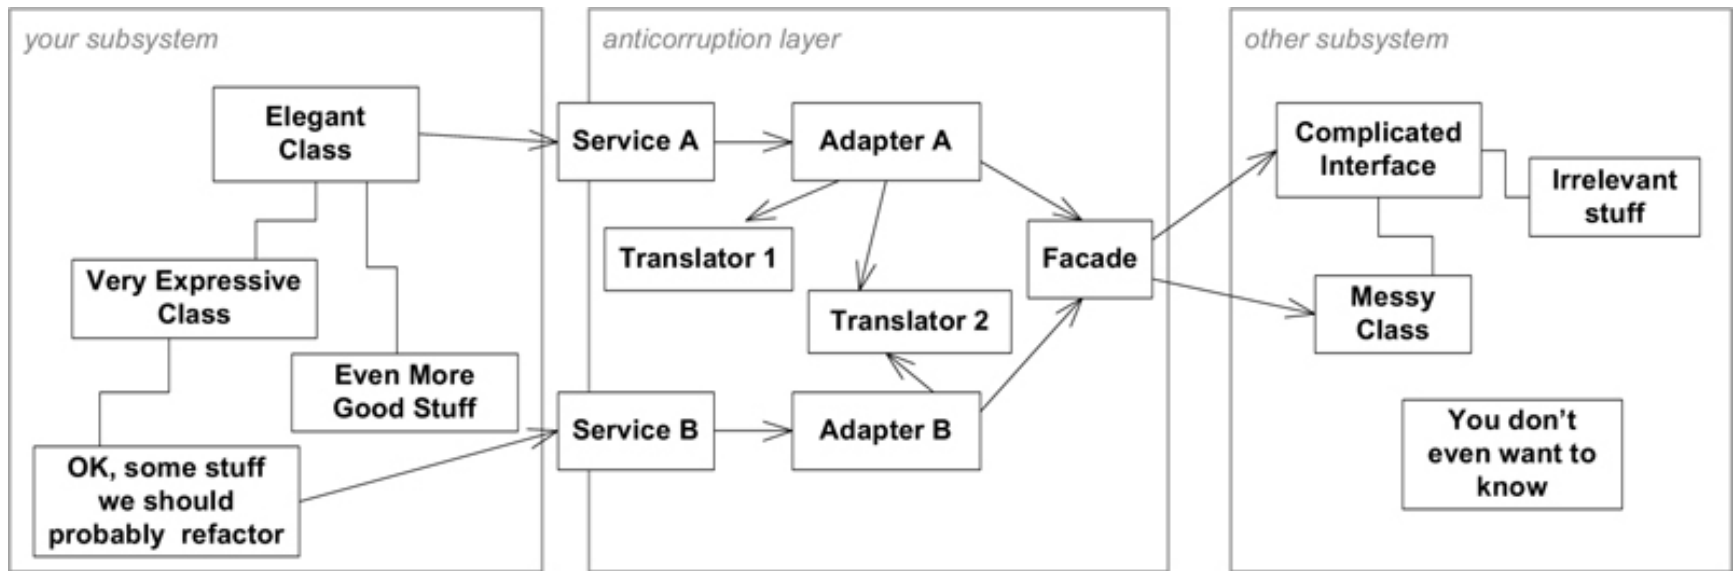 your subsystem
anticorruption layer
other subsystem
Elegant
Class
Service A
Adapter A
Complicated
Interface
Irrelevant
stuff
Translator 1
Facade
Very Expressive
Class
Translator 2
Messy
Class
Even More
Good Stuff
Service B
Adapter B
You don't
even want to
know
OK, some stuff
we should
probably refactor